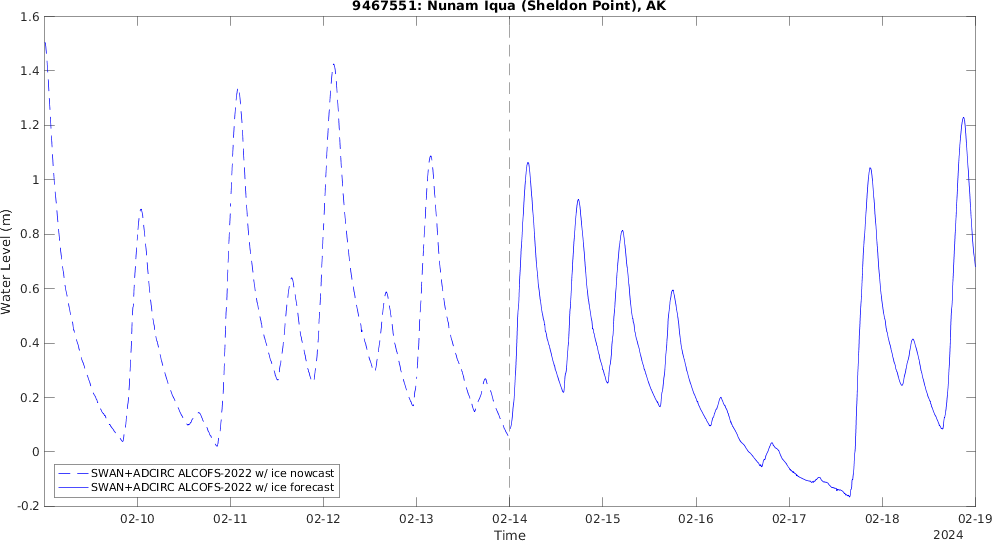 9467551: Nunam Iqua (Sheldon Point), AK
1.6
1.4
1.2
1
0.8
0.6
0.4
0.2
0
-0.2
Water Level (m)
SWAN+ADCIRC ALCOFS-2022 w/ ice nowcast
SWAN+ADCIRC ALCOFS-2022 w/ ice forecast
02-10 02-11 02-12 02-13 02-14 02-15 02-16 02-17 02-18 02-19
Time
2024